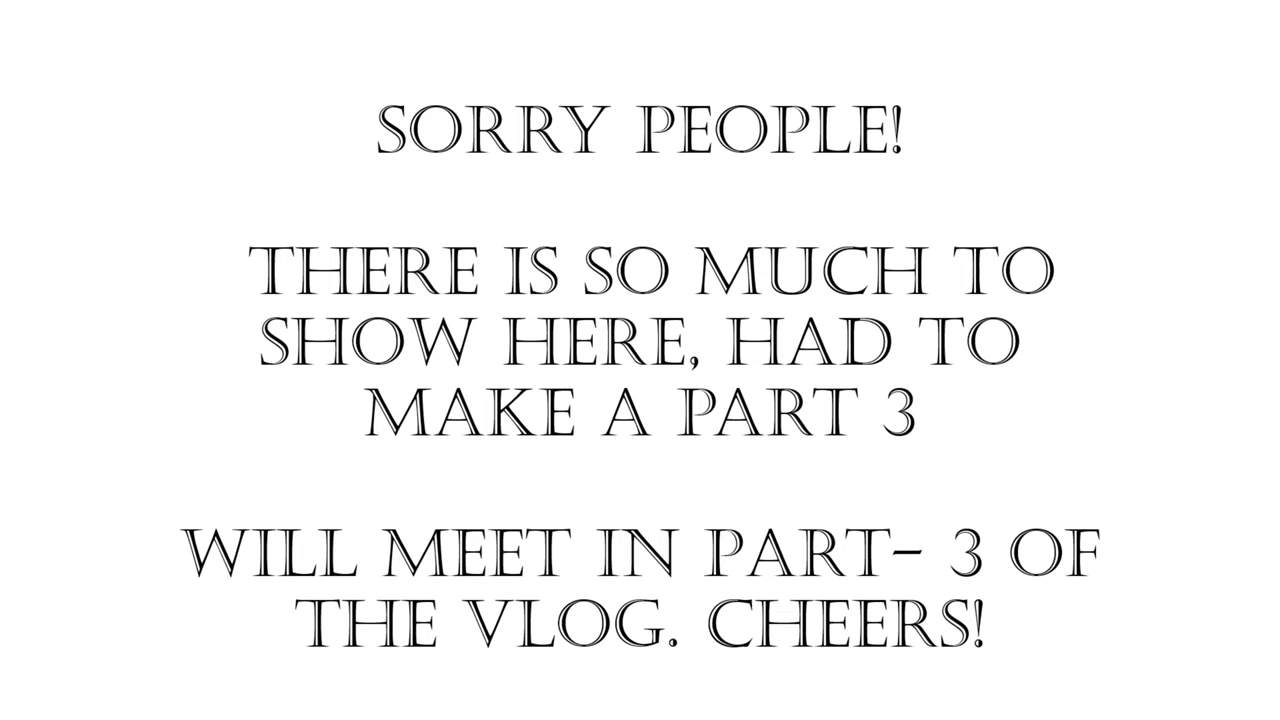 SORRY PEOPLE!
THERE IS SO MUCH TO
SHOW HERE, HAD TO
MAKE A PART 3
WILL MEET IN PART- 3 OF
THE VLOG. CHEERS!